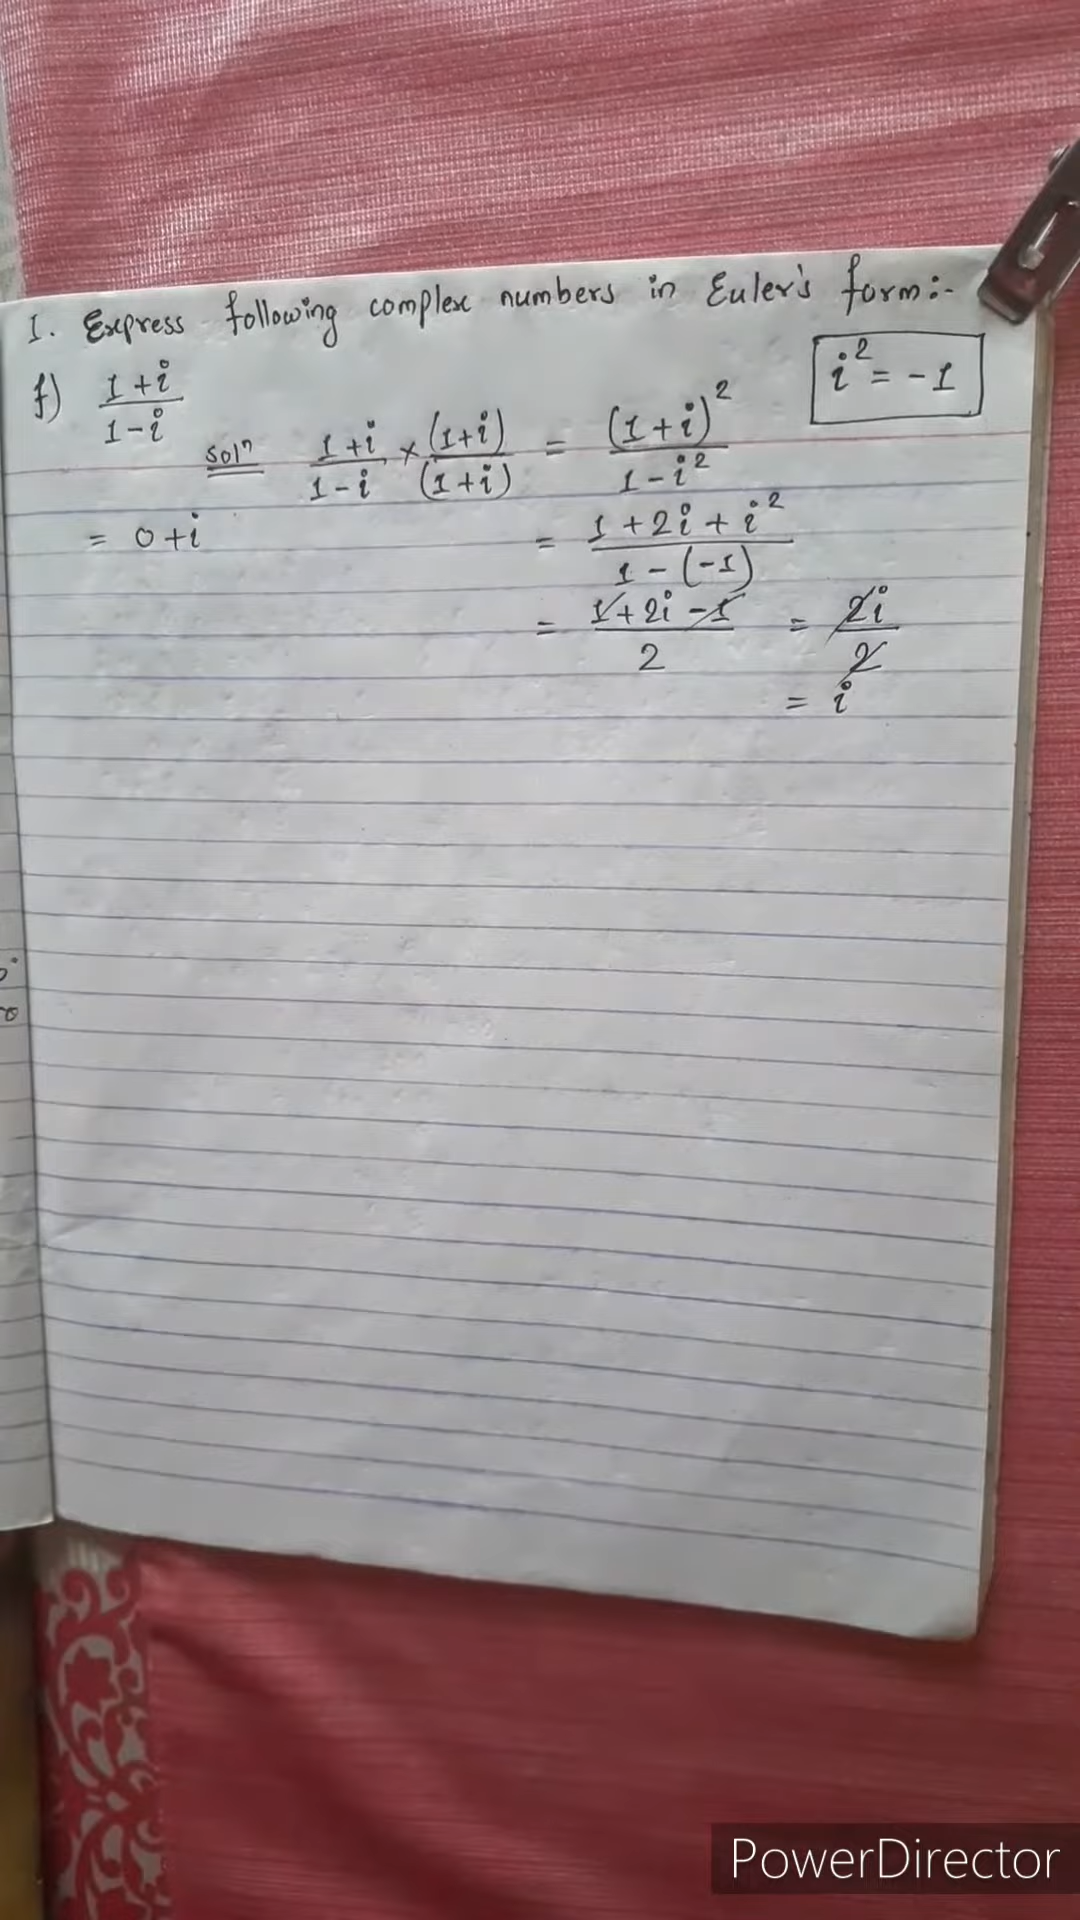 I. Express following complex numbers in Euler's form:-
f) (1+i)/(1-i)
i² = -1
solⁿ (1+i)/(1-i) × (1+i)/(1+i) = (1+i)²/(1-i²)
= 0+i
= (1+2i+i²)/(1-(-1))
= (1+2i-1)/2 = 2i/2
= i
PowerDirector